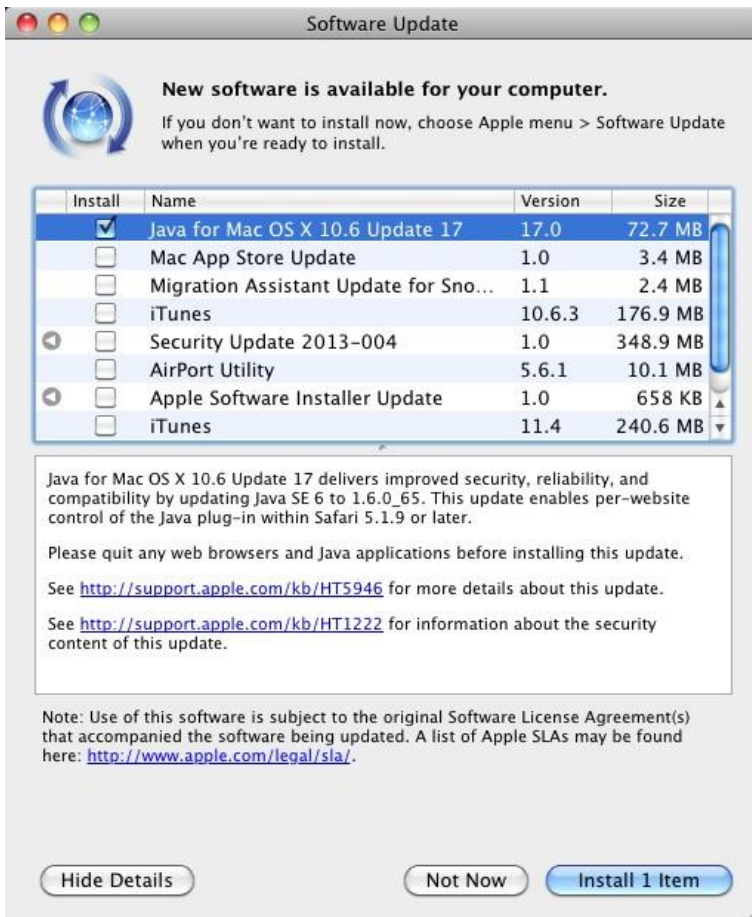 Software Update
New software is available for your computer.
If you don't want to install now, choose Apple menu > Software Update
when you're ready to install.
Install Name Version Size
Java for Mac OS X 10.6 Update 17 17.0 72.7 MB
Mac App Store Update 1.0 3.4 MB
Migration Assistant Update for Sno... 1.1 2.4 MB
iTunes 10.6.3 176.9 MB
Security Update 2013-004 1.0 348.9 MB
AirPort Utility 5.6.1 10.1 MB
Apple Software Installer Update 1.0 658 KB
iTunes 11.4 240.6 MB
Java for Mac OS X 10.6 Update 17 delivers improved security, reliability, and
compatibility by updating Java SE 6 to 1.6.0_65. This update enables per-website
control of the Java plug-in within Safari 5.1.9 or later.
Please quit any web browsers and Java applications before installing this update.
See http://support.apple.com/kb/HT5946 for more details about this update.
See http://support.apple.com/kb/HT1222 for information about the security
content of this update.
Note: Use of this software is subject to the original Software License Agreement(s)
that accompanied the software being updated. A list of Apple SLAs may be found
here: http://www.apple.com/legal/sla/.
Hide Details Not Now Install 1 Item